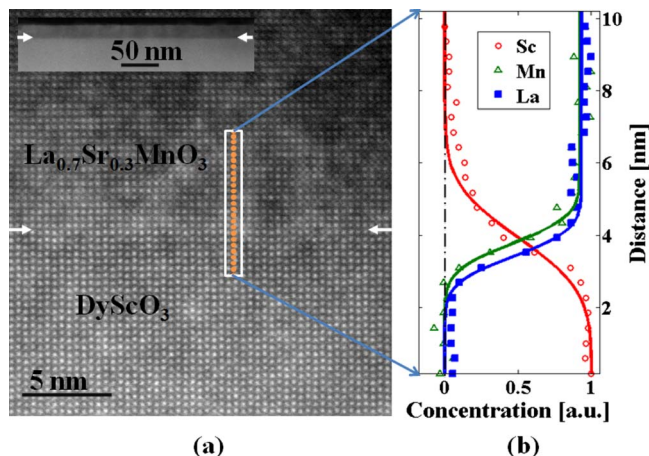 50 nm
La0.7Sr0.3MnO3
DyScO3
5 nm
(a)
Sc
Mn
La
10
8
6
4
2
Distance [nm]
0
0.5
1
Concentration [a.u.]
(b)